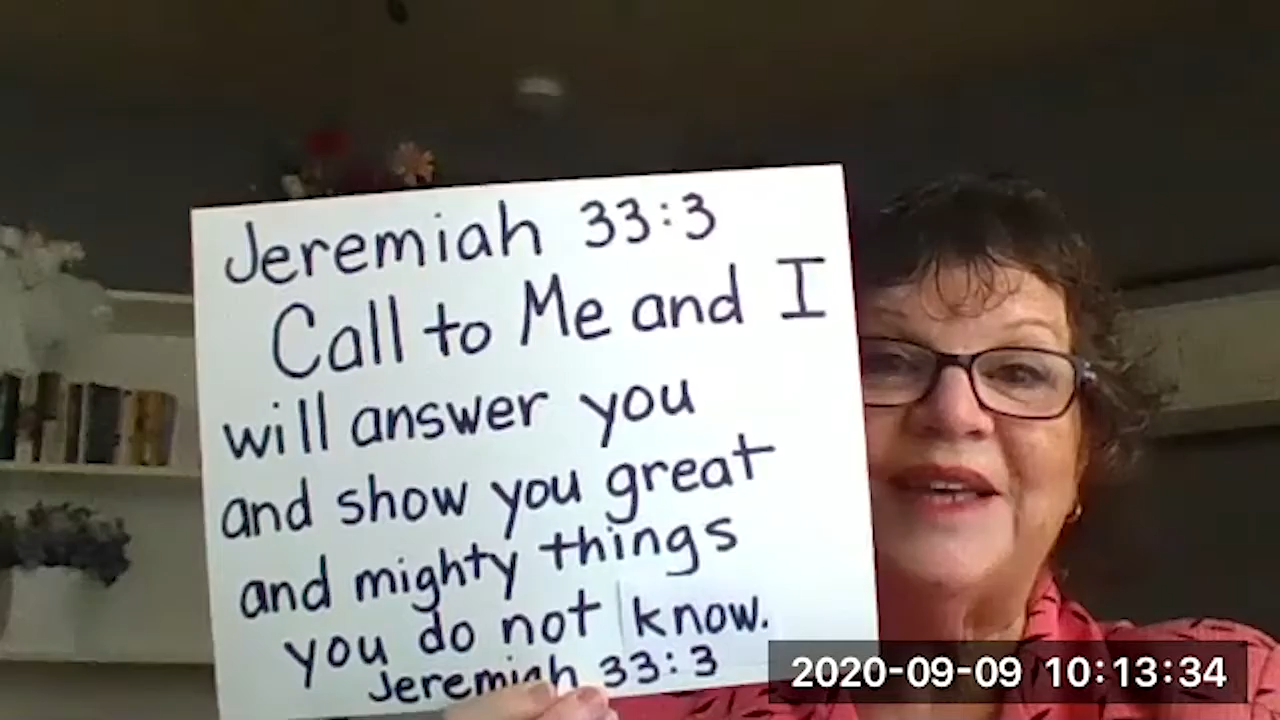 Jeremiah 33:3
Call to Me and I
will answer you
and show you great
and mighty things
you do not know.
Jeremiah 33:3
2020-09-09 10:13:34